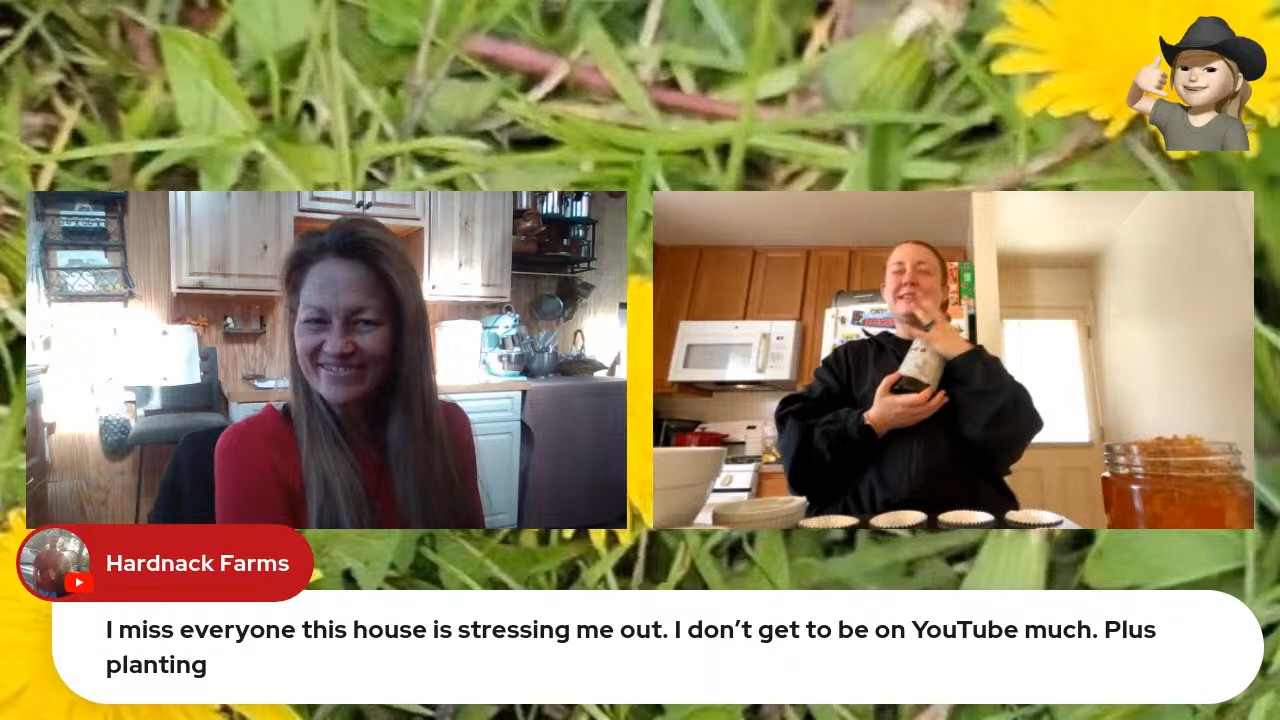 Hardnack Farms
I miss everyone this house is stressing me out. I don’t get to be on YouTube much. Plus
planting